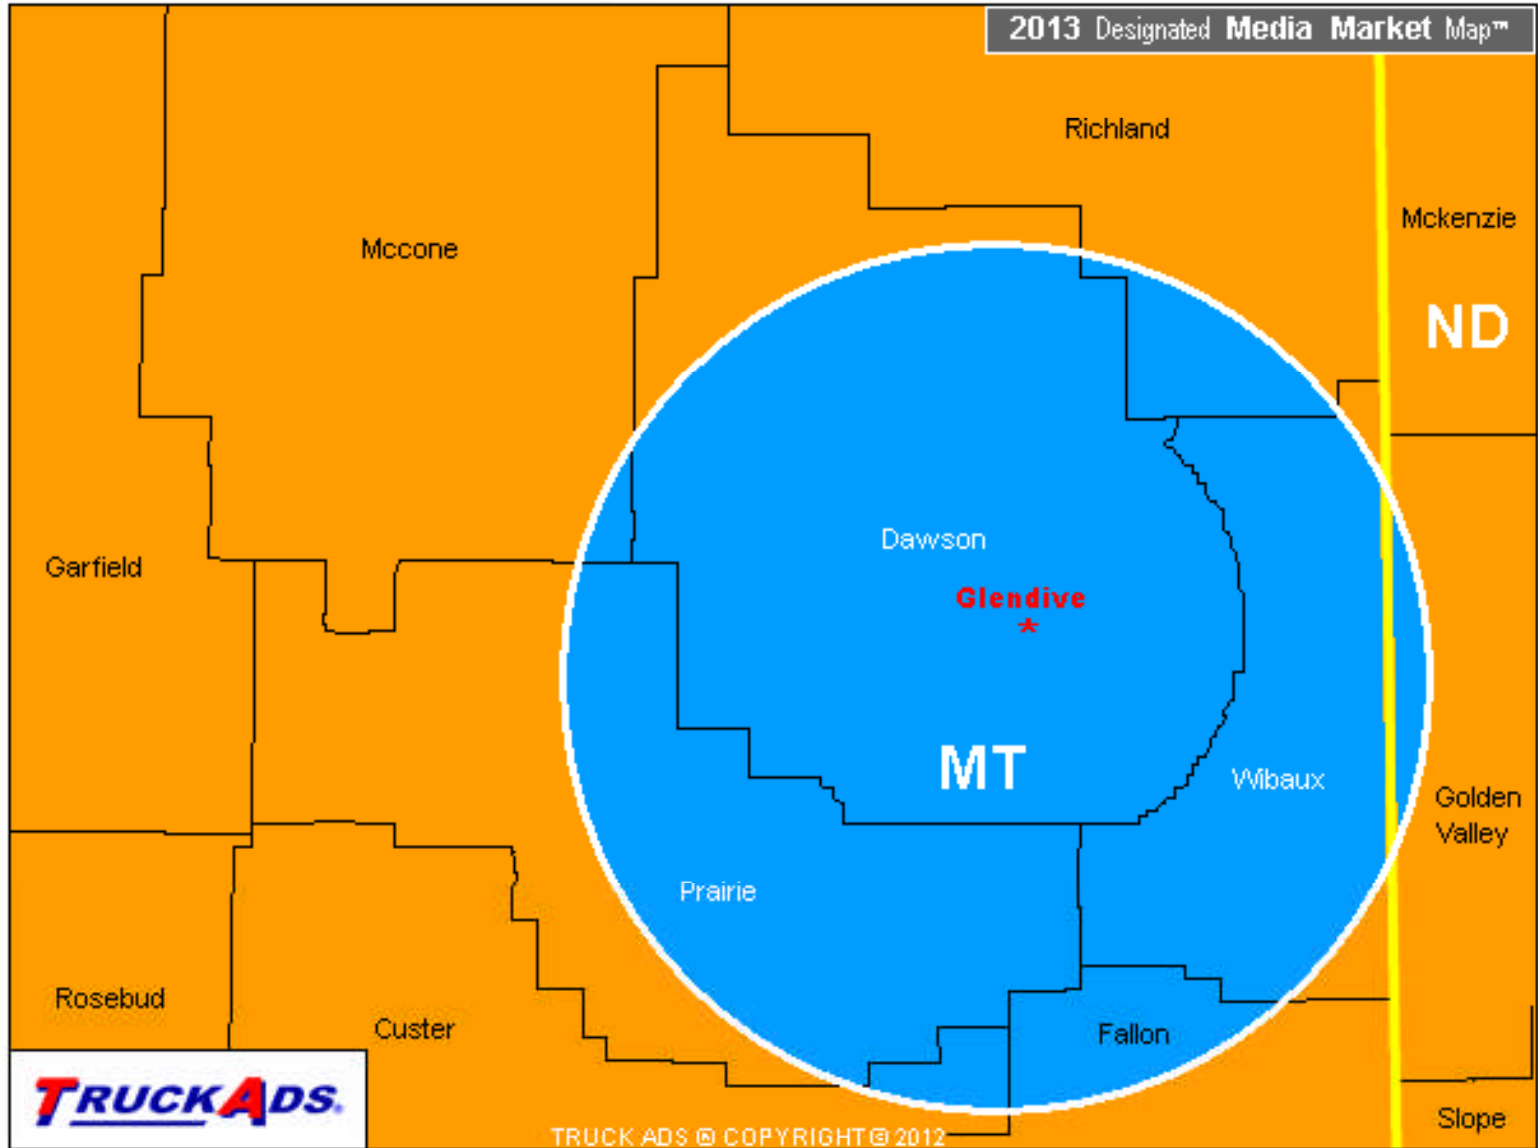 2013 Designated Media Market Map™
Richland
Mckenzie
Mccone
ND
Dawson
Garfield
Glendive
*
MT
Wibaux
Golden
Valley
Prairie
Rosebud
Custer
Fallon
TRUCKADS.
Slope
TRUCK ADS ® COPYRIGHT © 2012